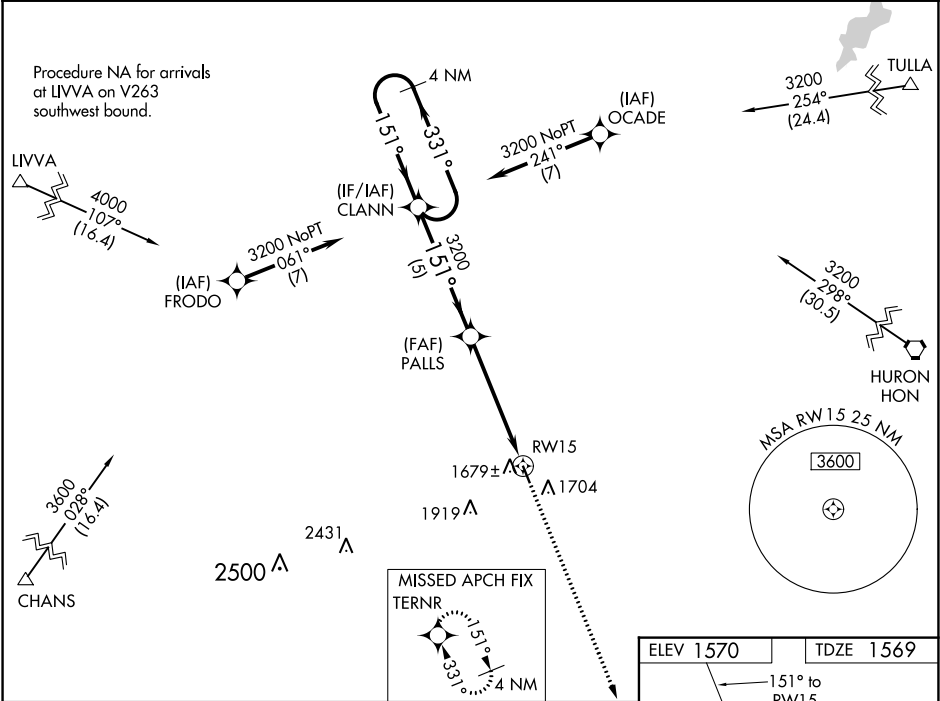 Procedure NA for arrivals
at LIVVA on V263
southwest bound.
4 NM
151°
331°
(IAF)
OCADE
3200 NoPT
241°
(7)
TULLA
3200
254°
(24.4)
LIVVA
4000
107°
(16.4)
(IF/IAF)
CLANN
3200 NoPT
061°
(7)
(IAF)
FRODO
3200
151°
(5)
(FAF)
PALLS
3200
298°
(30.5)
HURON
HON
RW15
1679±
1704
1919
2431
2500
3600
028°
(16.4)
CHANS
MSA RW15 25 NM
3600
MISSED APCH FIX
TERNR
151°
331°
4 NM
ELEV 1570
TDZE 1569
151° to
RW15